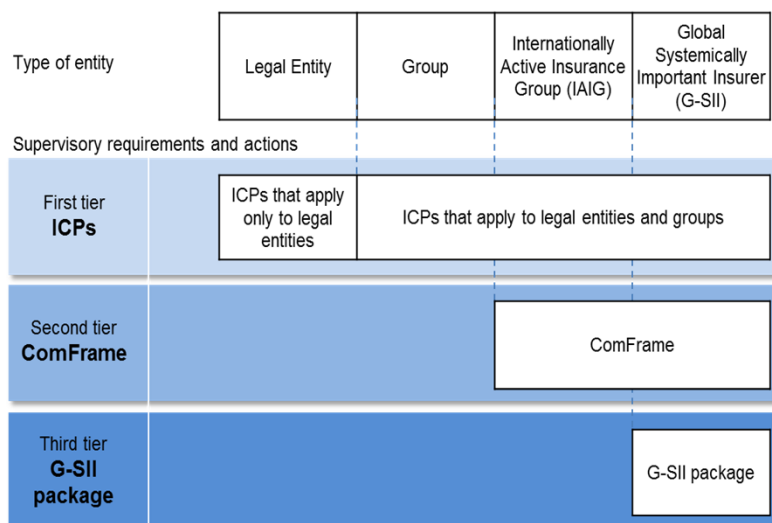 Type of entity
Legal Entity
Group
Internationally
Active Insurance
Group (IAIG)
Global
Systemically
Important Insurer
(G-SII)
Supervisory requirements and actions
First tier
ICPs
ICPs that apply
only to legal
entities
ICPs that apply to legal entities and groups
Second tier
ComFrame
ComFrame
Third tier
G-SII
package
G-SII package